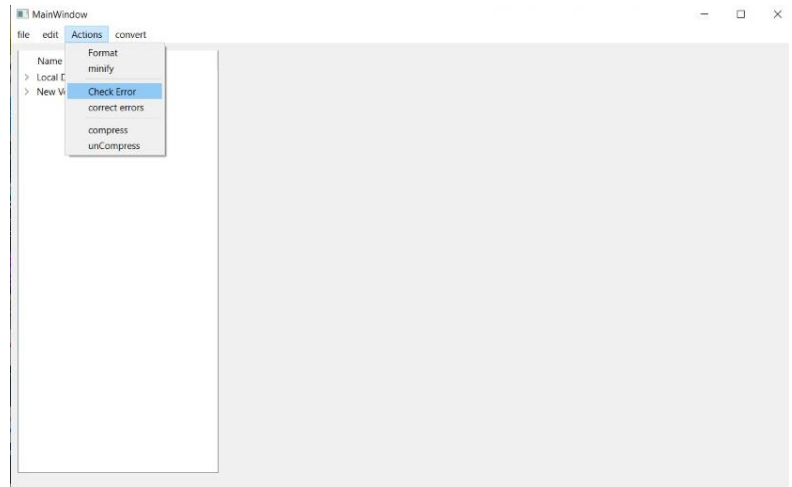 MainWindow
file edit Actions convert
Format
Name
minify
Local
Check Error
New
correct errors
compress
unCompress